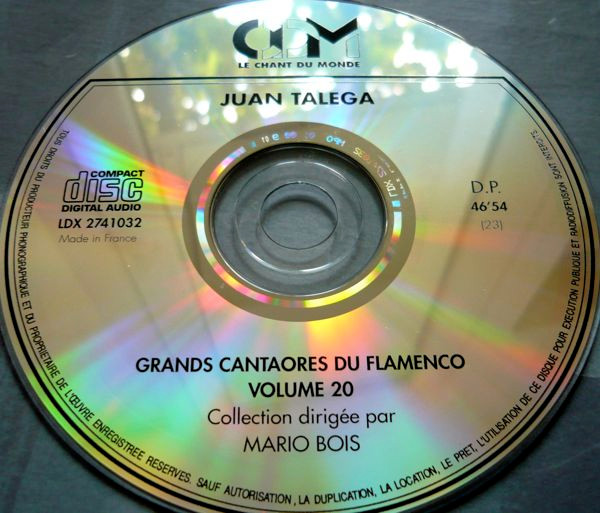 CDM
LE CHANT DU MONDE
JUAN TALEGA
COMPACT
disc
DIGITAL AUDIO
LDX 2741032
Made in France
D.P.
46'54
(23)
GRANDS CANTAORES DU FLAMENCO
VOLUME 20
Collection dirigée par
MARIO BOIS
TOUS DROITS DU PRODUCTEUR PHONOGRAPHIQUE ET DU PROPRIETAIRE DE L'ŒUVRE ENREGISTREE RESERVES. SAUF AUTORISATION, LA DUPLICATION, LA LOCATION, LE PRET, L'UTILISATION DE CE DISQUE POUR EXECUTION PUBLIQUE ET RADIODIFFUSION SONT INTERDITS